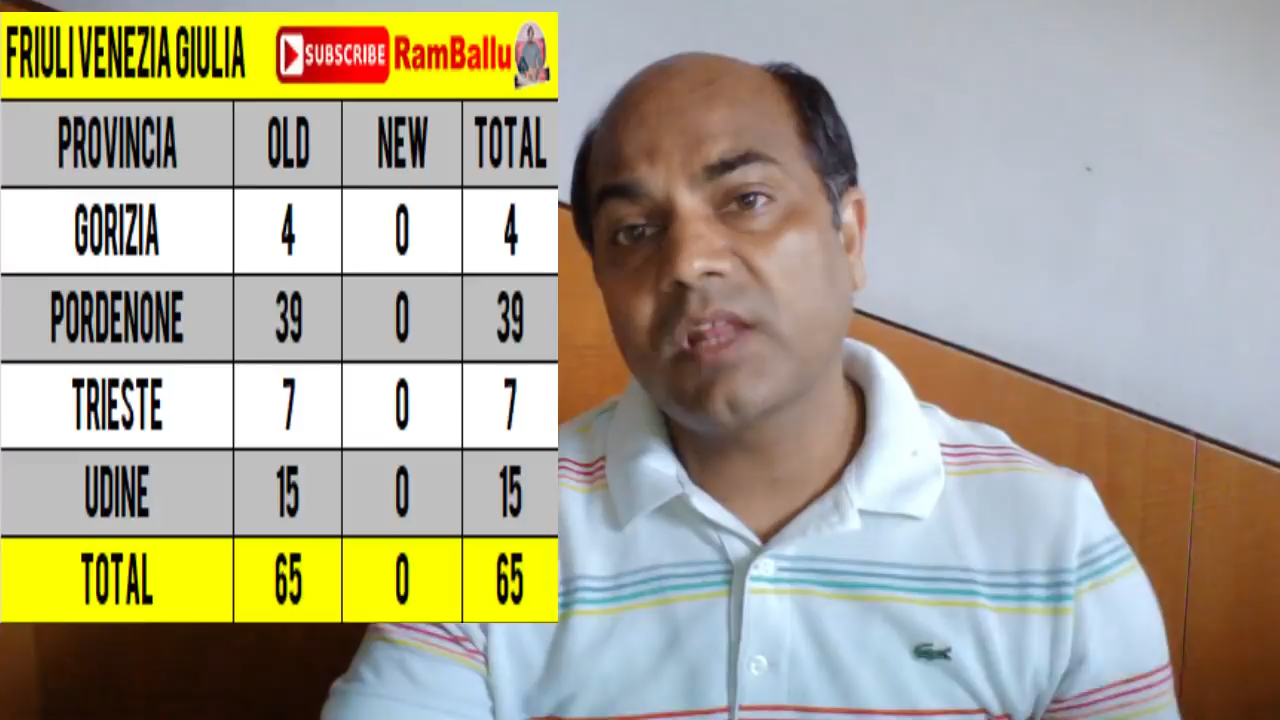 FRIULI VENEZIA GIULIA SUBSCRIBE RamBallu
PROVINCIA OLD NEW TOTAL
GORIZIA 4 0 4
PORDENONE 39 0 39
TRIESTE 7 0 7
UDINE 15 0 15
TOTAL 65 0 65